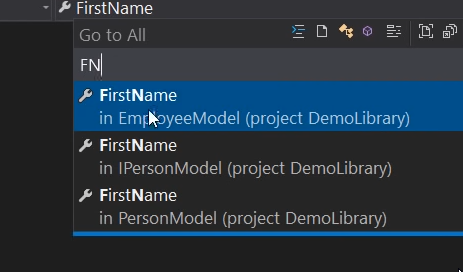 FirstName
Go to All
FN
FirstName
in EmployeeModel (project DemoLibrary)
FirstName
in IPersonModel (project DemoLibrary)
FirstName
in PersonModel (project DemoLibrary)